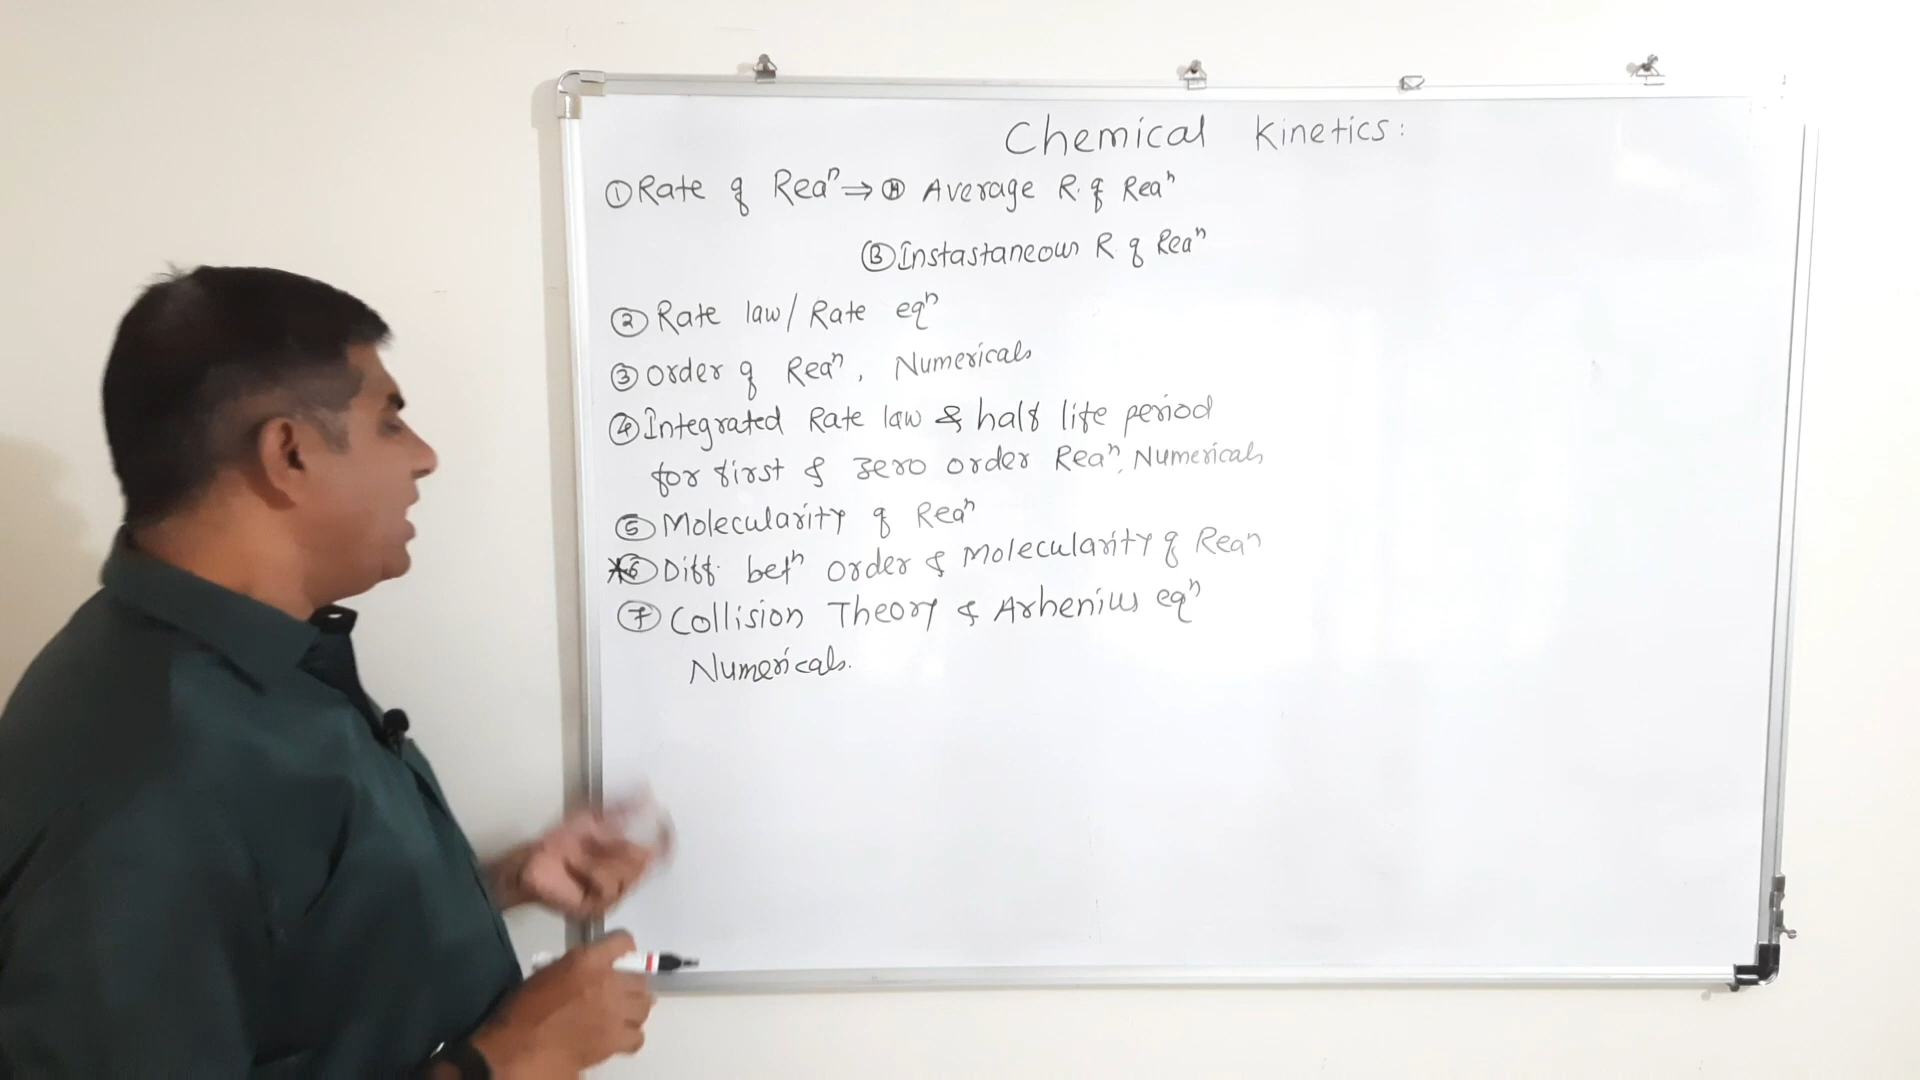 Chemical Kinetics:
① Rate of Reaⁿ ⇒ Ⓐ Average R. of Reaⁿ
Ⓑ Instastaneous R. of Reaⁿ
② Rate law/ Rate eqⁿ
③ Order of Reaⁿ, Numericals
④ Integrated Rate law & half life period
for first & zero order Reaⁿ, Numericals
⑤ Molecularity of Reaⁿ
*⑥ Diff. betⁿ order & Molecularity of Reaⁿ
⑦ Collision Theory & Arhenius eqⁿ
Numericals.